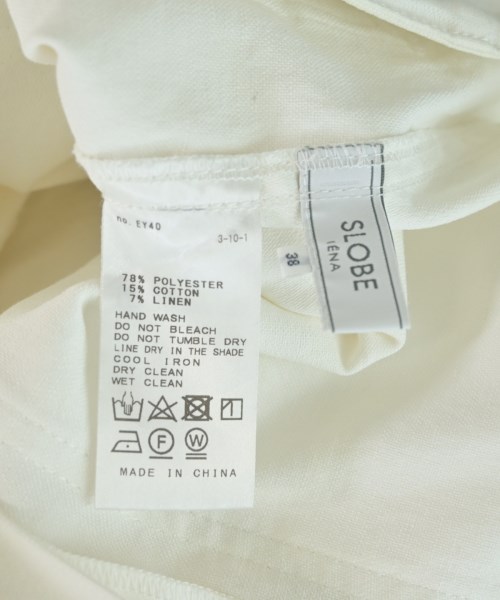 no. EY40
3-10-1
78% POLYESTER
15% COTTON
7% LINEN
HAND WASH
DO NOT BLEACH
DO NOT TUMBLE DRY
LINE DRY IN THE SHADE
COOL IRON
DRY CLEAN
WET CLEAN
F
W
MADE IN CHINA
38
SLOBE
IÉNA